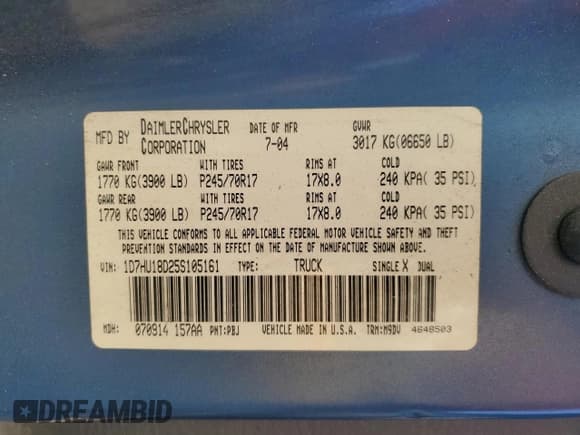 MFD BY DAIMLERCHRYSLER CORPORATION DATE OF MFR 7-04 GVWR 3017 KG(06650 LB)
GAWR FRONT WITH TIRES RIMS AT COLD
1770 KG(3900 LB) P245/70R17 17X8.0 240 KPA( 35 PSI)
GAWR REAR WITH TIRES RIMS AT COLD
1770 KG(3900 LB) P245/70R17 17X8.0 240 KPA( 35 PSI)
THIS VEHICLE CONFORMS TO ALL APPLICABLE FEDERAL MOTOR VEHICLE SAFETY AND THEFT
PREVENTION STANDARDS IN EFFECT ON THE DATE OF MANUFACTURE SHOWN ABOVE.
VIN: 1D7HU18D25S105161 TYPE: TRUCK SINGLE X DUAL
MDH: 070914 157AA PNT:PBJ VEHICLE MADE IN U.S.A. TRM:M9DV 4648503
DREAMBID